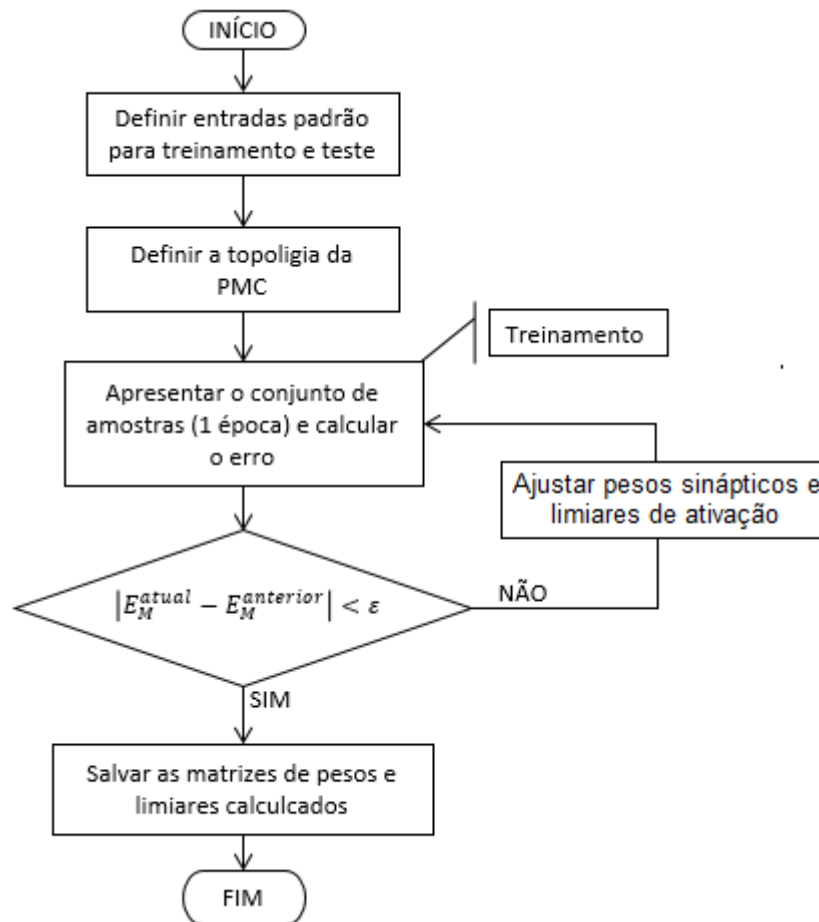 INÍCIO
Definir entradas padrão
para treinamento e teste
Definir a topoligia da
PMC
Treinamento
Apresentar o conjunto de
amostras (1 época) e calcular
o erro
Ajustar pesos sinápticos e
limiares de ativação
|E_M^{atual} − E_M^{anterior}| < ε
NÃO
SIM
Salvar as matrizes de pesos e
limiares calculcados
FIM